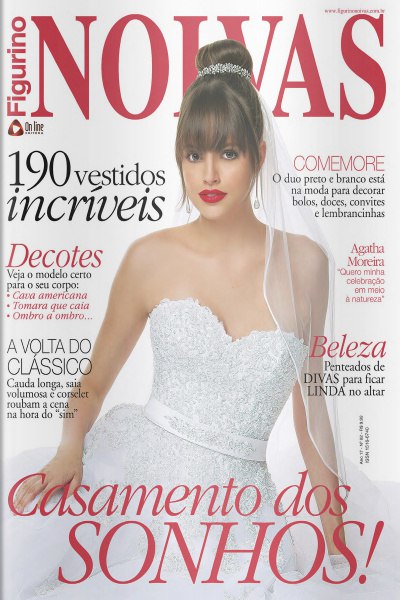 www.figurinonoivas.com.br
Figurino
NOIVAS
On line
EDITORA
190 vestidos
incríveis
COMEMORE
O duo preto e branco está
na moda para decorar
bolos, doces, convites
e lembrancinhas
Decotes
Veja o modelo certo
para o seu corpo:
• Cava americana
• Tomara que caia
• Ombro a ombro...
Agatha
Moreira
“Quero minha
celebração
em meio
à natureza”
A VOLTA DO
CLÁSSICO
Cauda longa, saia
volumosa e corselet
roubam a cena
na hora do “sim”
Beleza
Penteados de
DIVAS para ficar
LINDA no altar
Casamento dos
SONHOS!